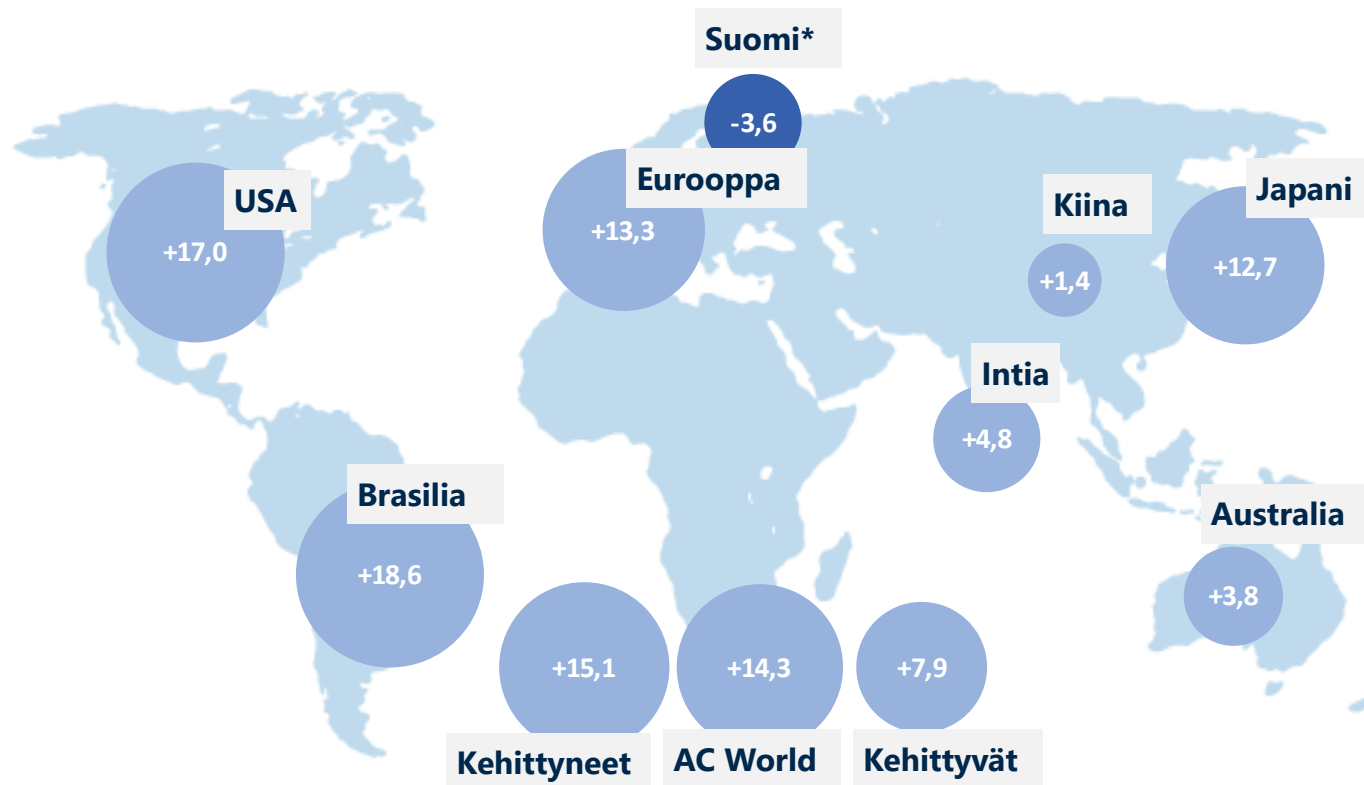 Suomi*
-3,6
USA
+17,0
Eurooppa
+13,3
Kiina
+1,4
Japani
+12,7
Intia
+4,8
Brasilia
+18,6
Australia
+3,8
+15,1
Kehittyneet
+14,3
AC World
+7,9
Kehittyvät